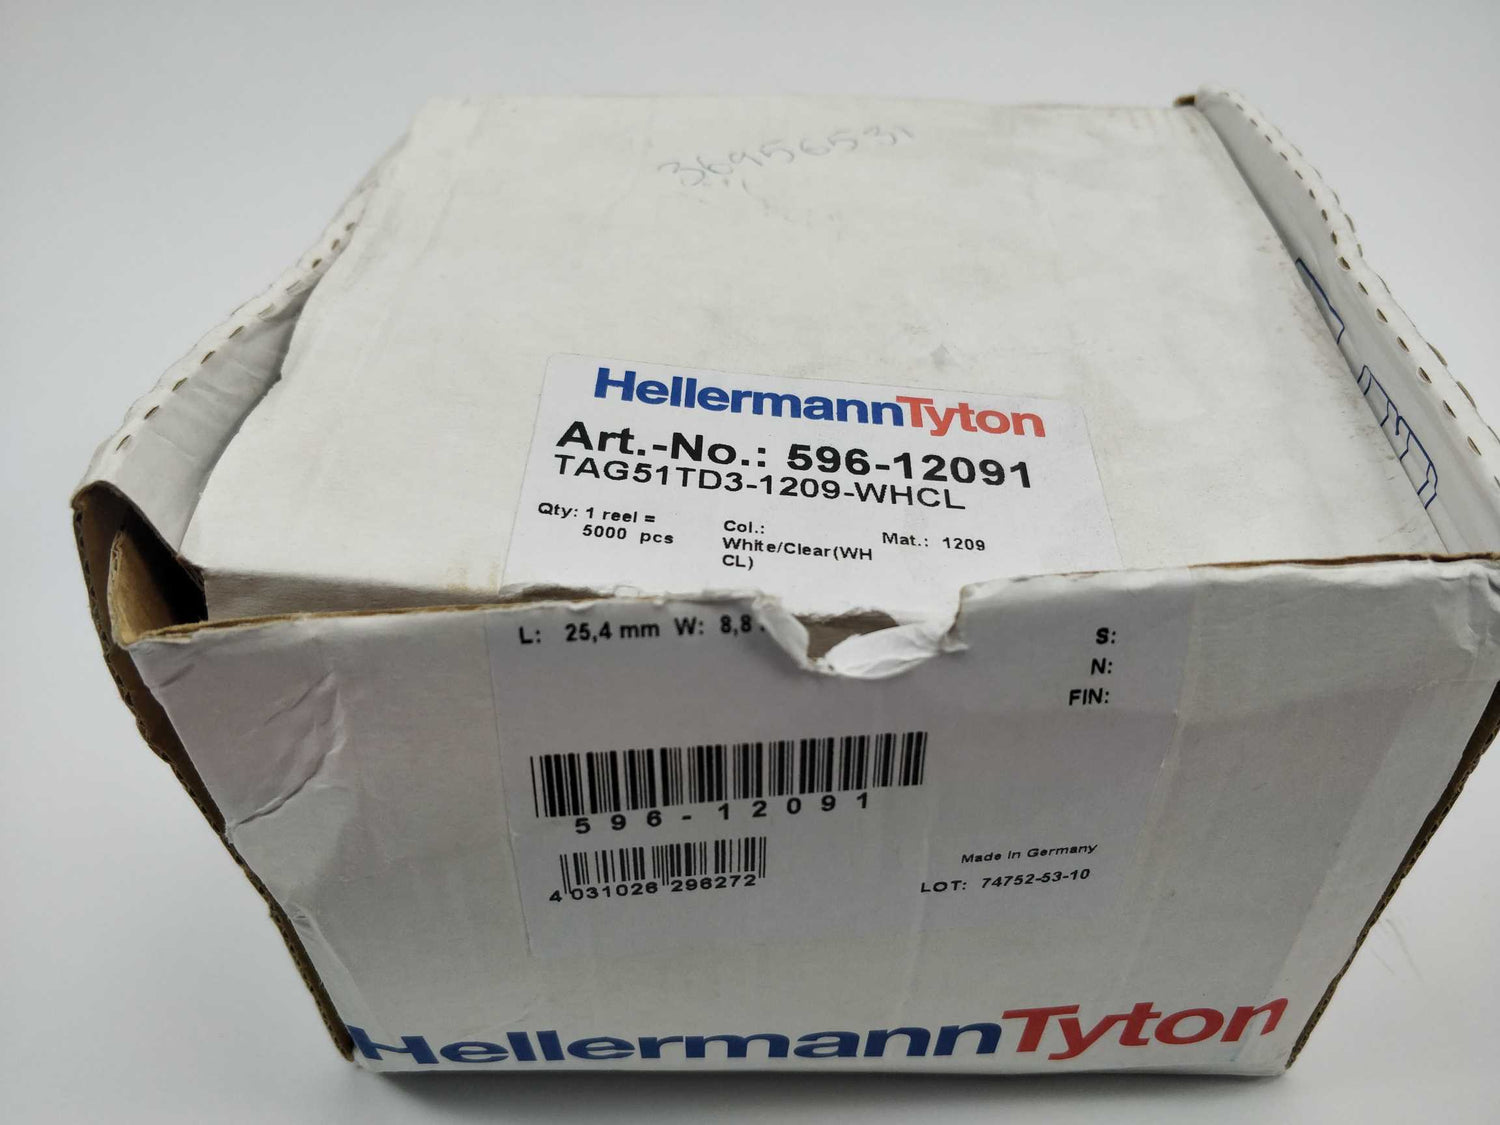 36956531
HellermannTyton
Art.-No.: 596-12091
TAG51TD3-1209-WHCL
Qty: 1 reel =
5000 pcs
Col.:
White/Clear(WH
CL)
Mat.: 1209
L: 25,4 mm W: 8,8
S:
N:
FIN:
596-12091
4 031026 296272
Made in Germany
LOT: 74752-53-10
HellermannTyton